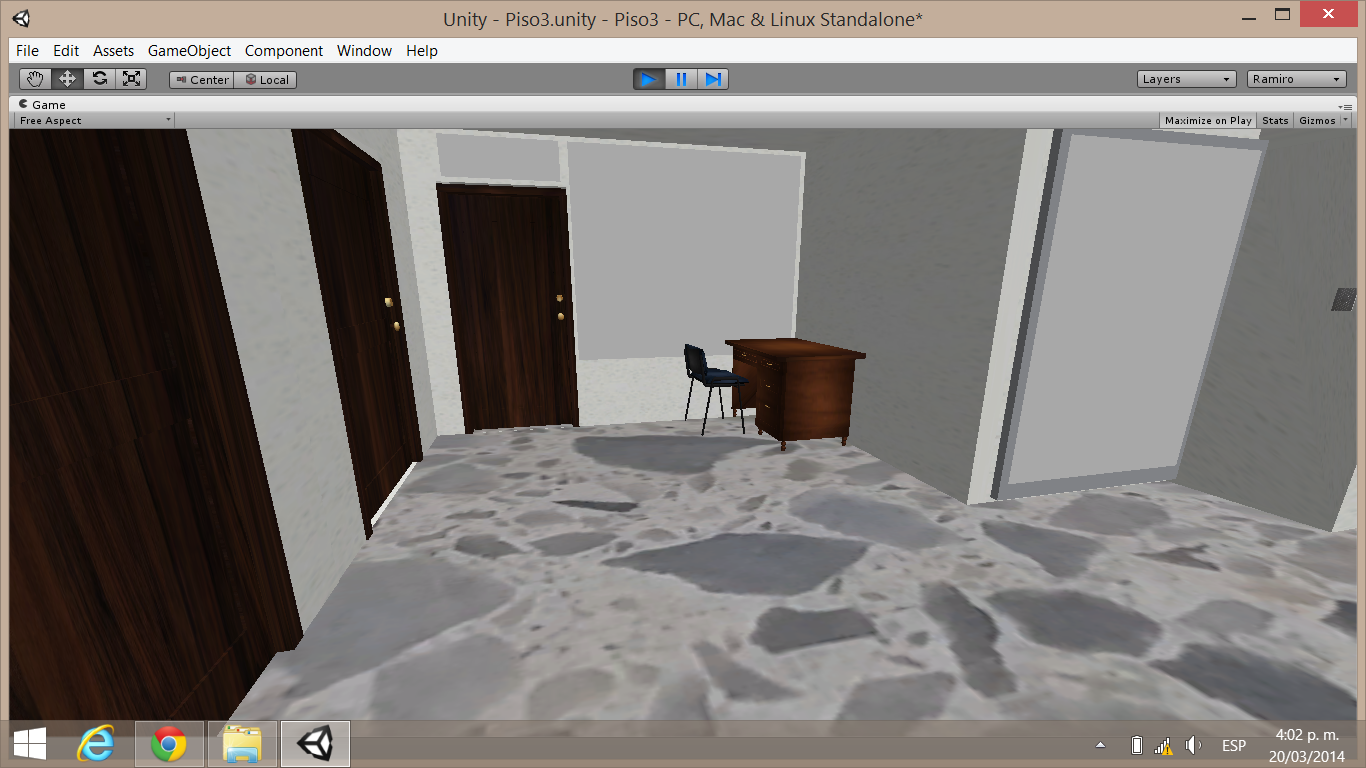 Unity - Piso3.unity - Piso3 - PC, Mac & Linux Standalone*
File Edit Assets GameObject Component Window Help
Center Local Layers Ramiro
Game
Free Aspect Maximize on Play Stats Gizmos
ESP
4:02 p. m.
20/03/2014